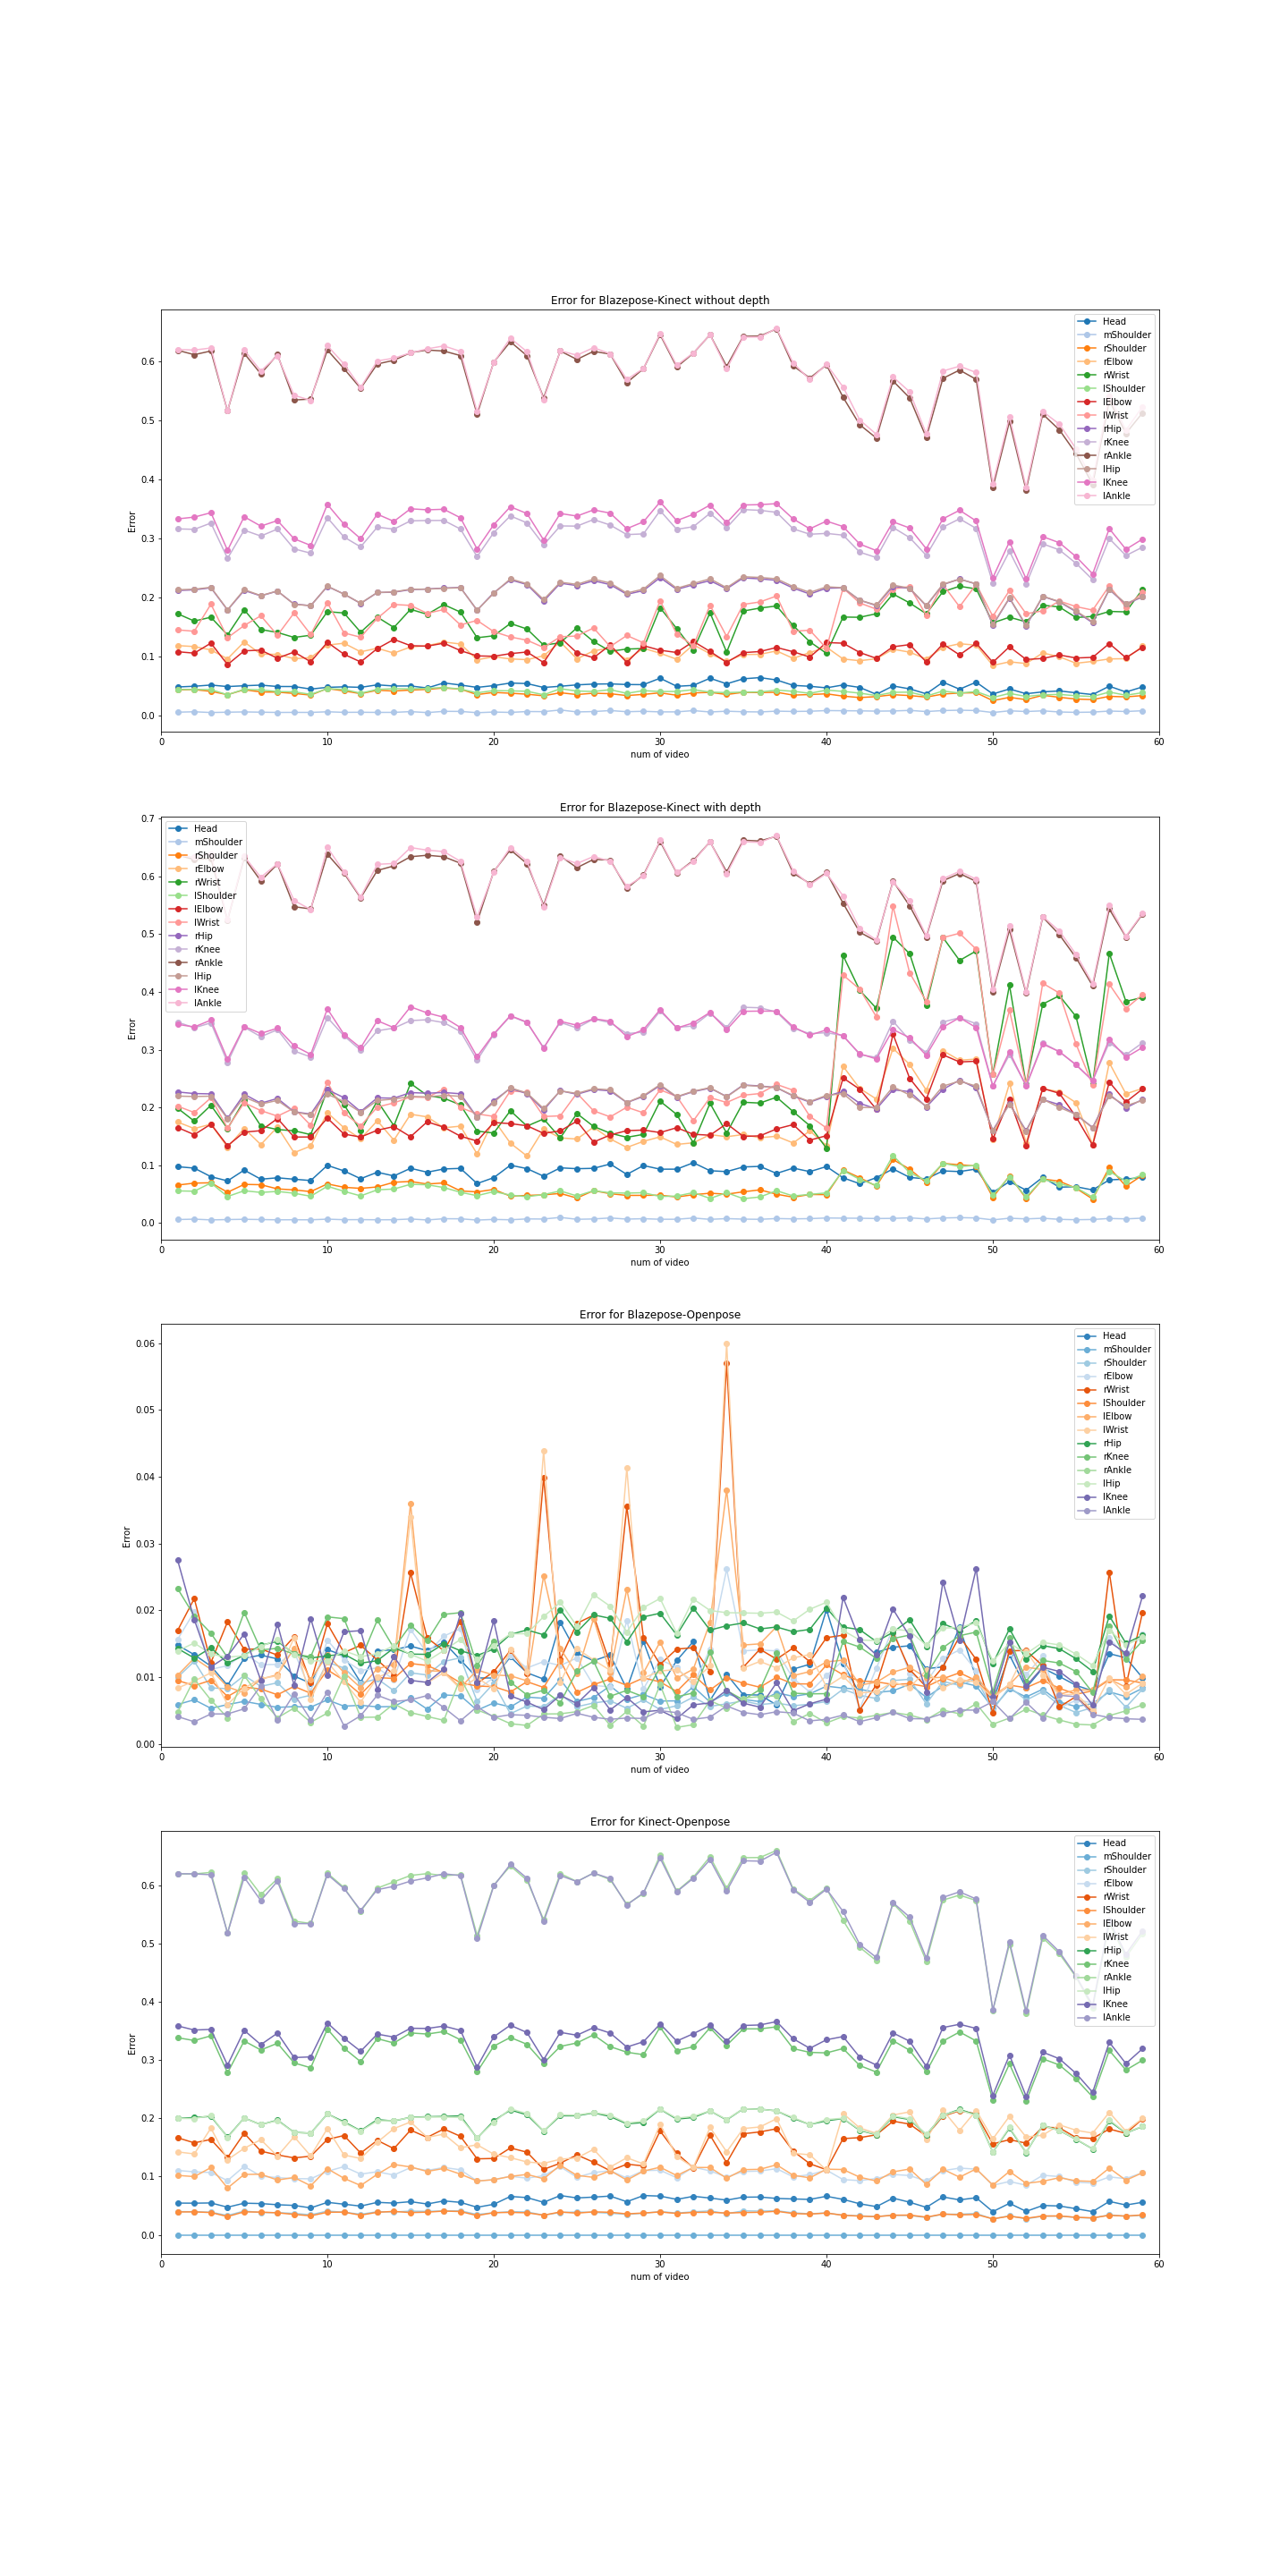 Error for Blazepose-Kinect without depth
Head
mShoulder
rShoulder
rElbow
rWrist
lShoulder
lElbow
lWrist
rHip
rKnee
rAnkle
lHip
lKnee
lAnkle
0.6
0.5
0.4
0.3
0.2
0.1
0.0
Error
0 10 20 30 40 50 60
num of video
Error for Blazepose-Kinect with depth
Head
mShoulder
rShoulder
rElbow
rWrist
lShoulder
lElbow
lWrist
rHip
rKnee
rAnkle
lHip
lKnee
lAnkle
0.7
0.6
0.5
0.4
0.3
0.2
0.1
0.0
Error
0 10 20 30 40 50 60
num of video
Error for Blazepose-Openpose
Head
mShoulder
rShoulder
rElbow
rWrist
lShoulder
lElbow
lWrist
rHip
rKnee
rAnkle
lHip
lKnee
lAnkle
0.06
0.05
0.04
0.03
0.02
0.01
0.00
Error
0 10 20 30 40 50 60
num of video
Error for Kinect-Openpose
Head
mShoulder
rShoulder
rElbow
rWrist
lShoulder
lElbow
lWrist
rHip
rKnee
rAnkle
lHip
lKnee
lAnkle
0.6
0.5
0.4
0.3
0.2
0.1
0.0
Error
0 10 20 30 40 50 60
num of video